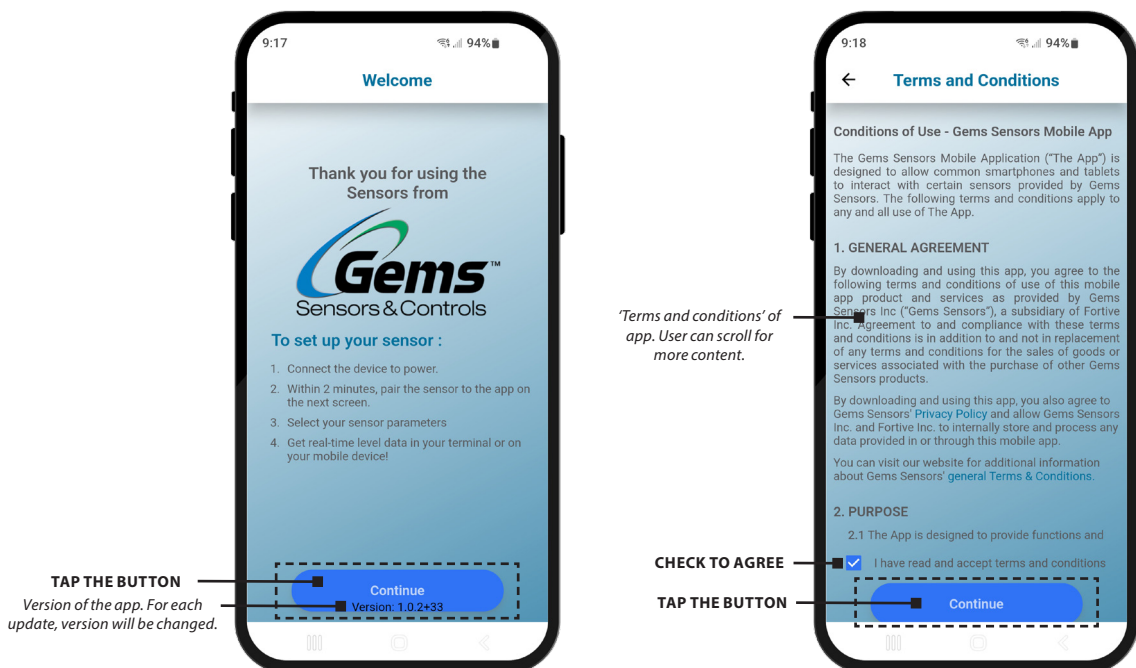 9:17
94%
Welcome
Thank you for using the
Sensors from
Gems™
Sensors & Controls
To set up your sensor :
1. Connect the device to power.
2. Within 2 minutes, pair the sensor to the app on
the next screen.
3. Select your sensor parameters
4. Get real-time level data in your terminal or on
your mobile device!
TAP THE BUTTON
Continue
Version of the app. For each
update, version will be changed.
Version: 1.0.2+33
9:18
94%
Terms and Conditions
Conditions of Use - Gems Sensors Mobile App
The Gems Sensors Mobile Application (“The App”) is
designed to allow common smartphones and tablets
to interact with certain sensors provided by Gems
Sensors. The following terms and conditions apply to
any and all use of The App.
1. GENERAL AGREEMENT
By downloading and using this app, you agree to the
following terms and conditions of use of this mobile
app product and services as provided by Gems
Sensors Inc (“Gems Sensors”), a subsidiary of Fortive
Inc. Agreement to and compliance with these terms
and conditions is in addition to and not in replacement
of any terms and conditions for the sales of goods or
services associated with the purchase of other Gems
Sensors products.
By downloading and using this app, you also agree to
Gems Sensors' Privacy Policy and allow Gems Sensors
Inc. and Fortive Inc. to internally store and process any
data provided in or through this mobile app.
You can visit our website for additional information
about Gems Sensors' general Terms & Conditions.
2. PURPOSE
2.1 The App is designed to provide functions and
‘Terms and conditions’ of
app. User can scroll for
more content.
CHECK TO AGREE
I have read and accept terms and conditions
TAP THE BUTTON
Continue